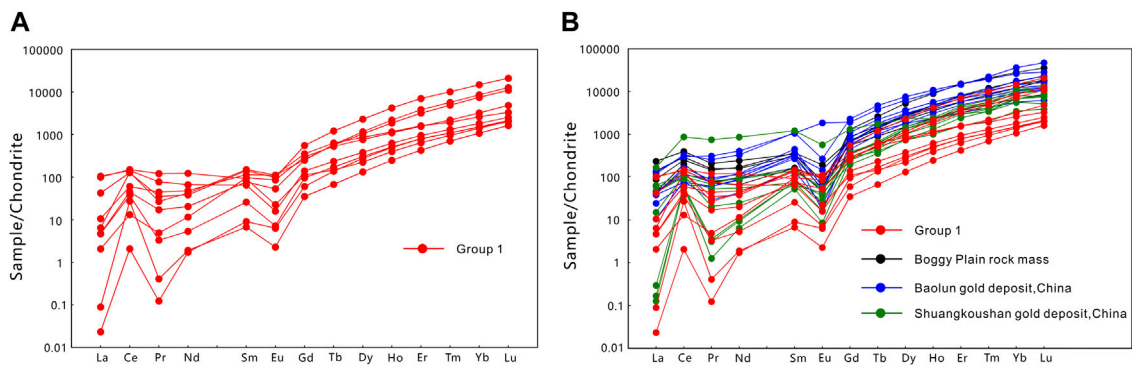 A
Sample/Chondrite
100000
10000
1000
100
10
1
0.1
0.01
La Ce Pr Nd Sm Eu Gd Tb Dy Ho Er Tm Yb Lu
Group 1
B
Sample/Chondrite
100000
10000
1000
100
10
1
0.1
0.01
La Ce Pr Nd Sm Eu Gd Tb Dy Ho Er Tm Yb Lu
Group 1
Boggy Plain rock mass
Baolun gold deposit,China
Shuangkoushan gold deposit,China